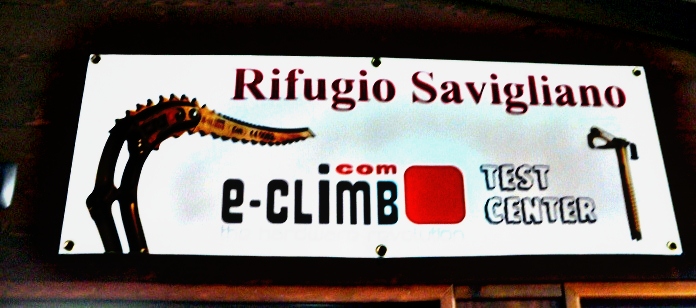 Rifugio Savigliano
com
e-CLiMB
TEST
CENTER